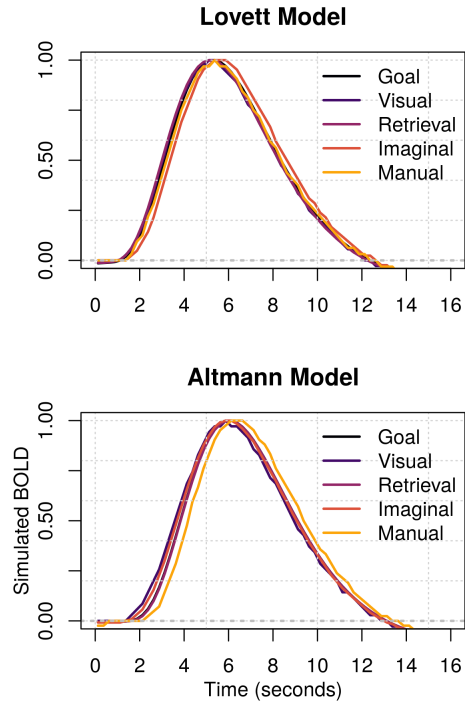 Lovett Model
1.00
0.50
0.00
Goal
Visual
Retrieval
Imaginal
Manual
0 2 4 6 8 10 12 14 16
Altmann Model
Simulated BOLD
1.00
0.50
0.00
Goal
Visual
Retrieval
Imaginal
Manual
0 2 4 6 8 10 12 14 16
Time (seconds)